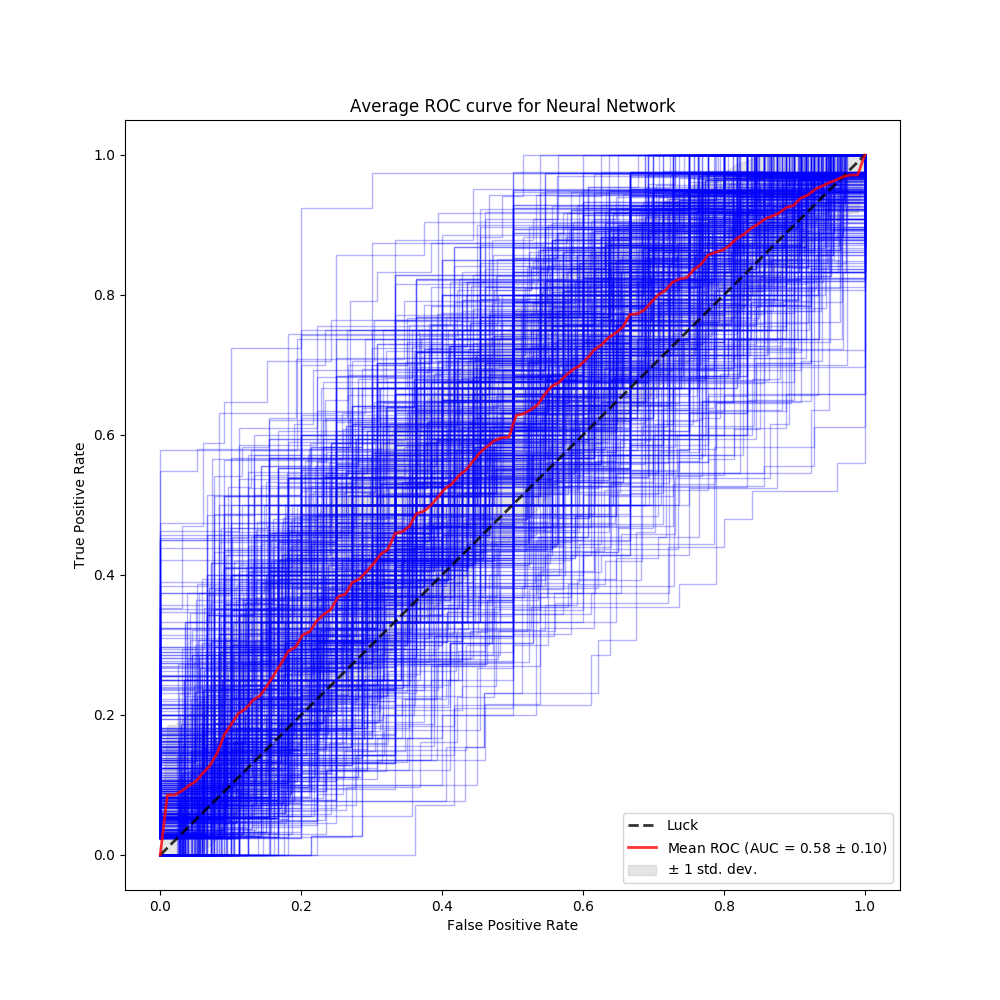 Average ROC curve for Neural Network
1.0
0.8
0.6
0.4
0.2
0.0
True Positive Rate
0.0 0.2 0.4 0.6 0.8 1.0
False Positive Rate
Luck
Mean ROC (AUC = 0.58 ± 0.10)
± 1 std. dev.